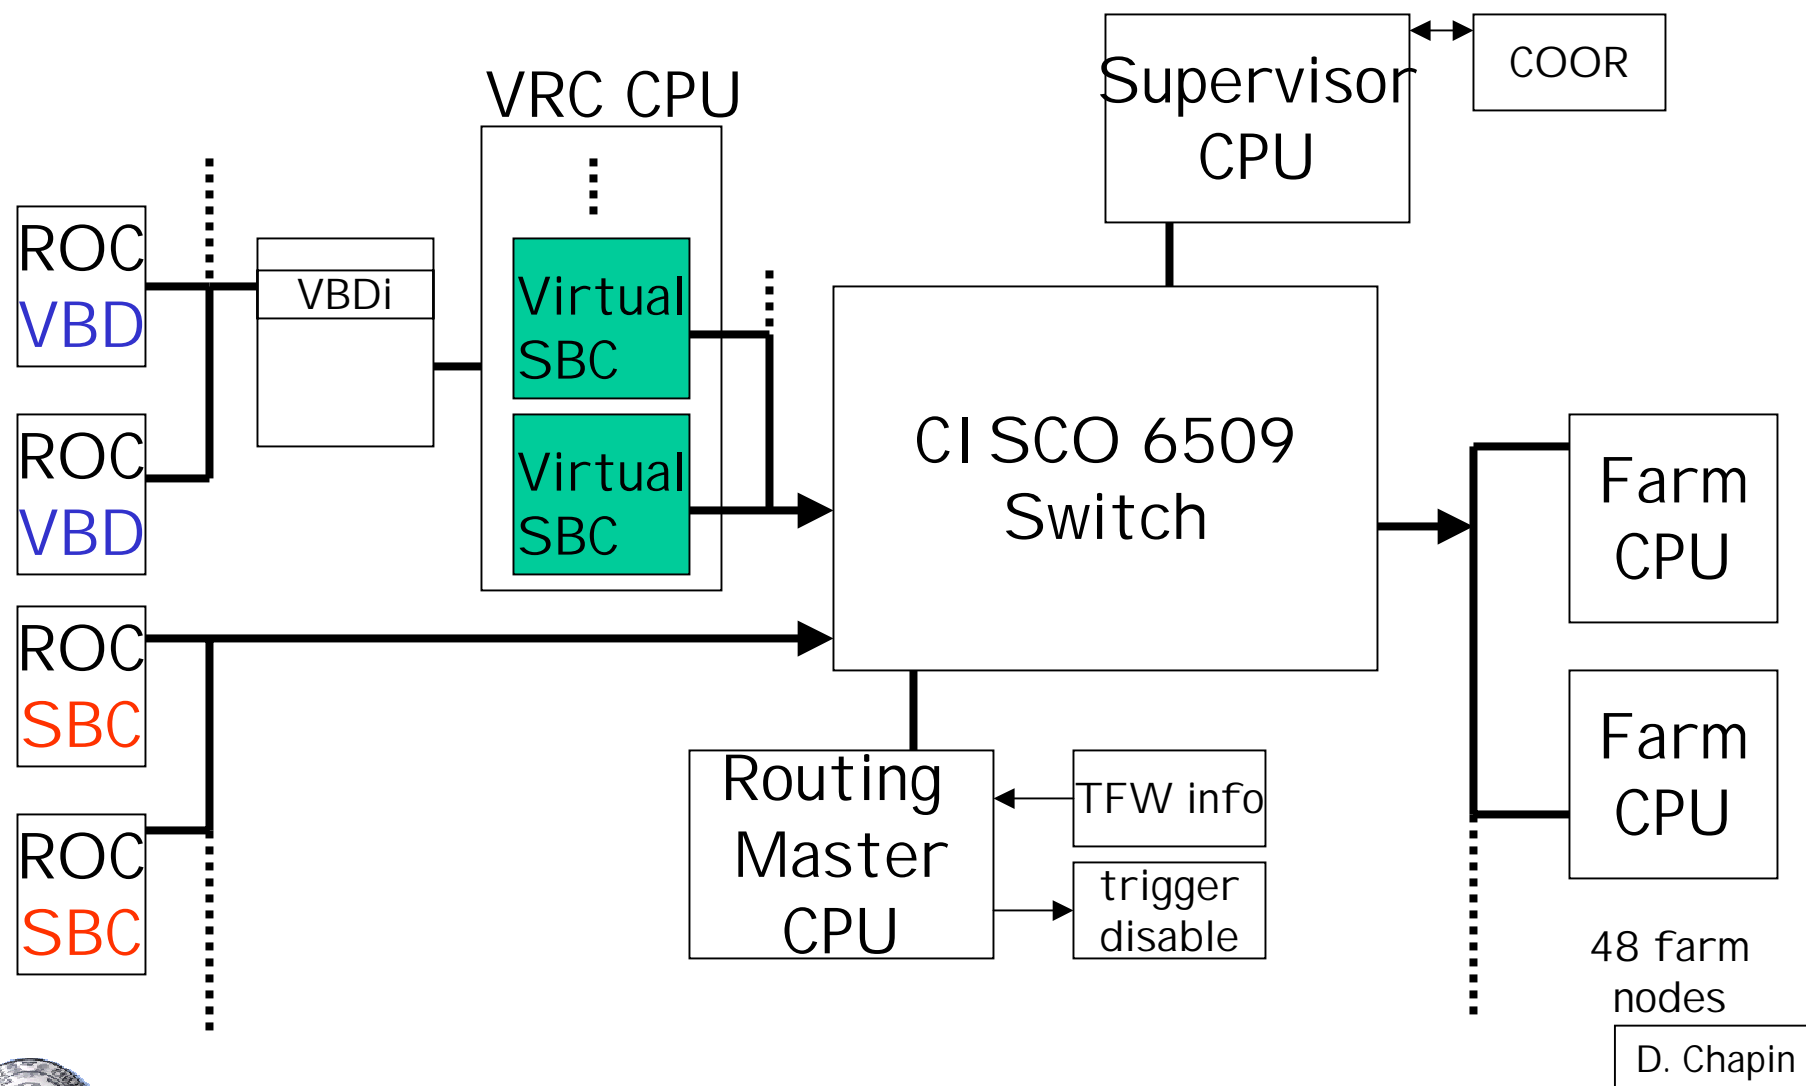 VRC CPU
Supervisor
CPU
COOR
ROC
VBD
VBDi
Virtual
SBC
ROC
VBD
Virtual
SBC
CISCO 6509
Switch
Farm
CPU
ROC
SBC
Farm
CPU
ROC
SBC
Routing
Master
CPU
TFW info
trigger
disable
48 farm
nodes
D. Chapin